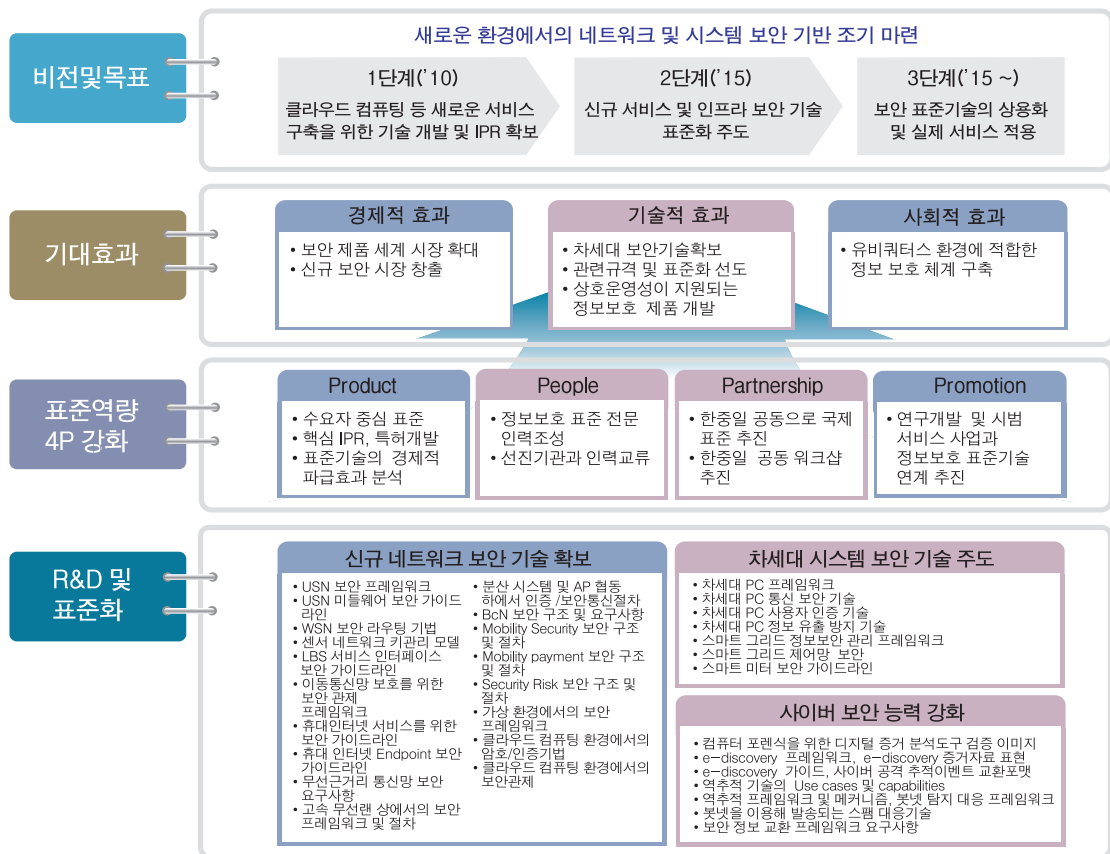 비전및목표
새로운 환경에서의 네트워크 및 시스템 보안 기반 조기 마련
1단계('10)
클라우드 컴퓨팅 등 새로운 서비스
구축을 위한 기술 개발 및 IPR 확보
2단계('15)
신규 서비스 및 인프라 보안 기술
표준화 주도
3단계('15 ~)
보안 표준기술의 상용화
및 실제 서비스 적용
기대효과
경제적 효과
• 보안 제품 세계 시장 확대
• 신규 보안 시장 창출
기술적 효과
• 차세대 보안기술확보
• 관련규격 및 표준화 선도
• 상호운영성이 지원되는
정보보호 제품 개발
사회적 효과
• 유비쿼터스 환경에 적합한
정보 보호 체계 구축
표준역량
4P 강화
Product
• 수요자 중심 표준
• 핵심 IPR, 특허개발
• 표준기술의 경제적
파급효과 분석
People
• 정보보호 표준 전문
인력조성
• 선진기관과 인력교류
Partnership
• 한중일 공동으로 국제
표준 추진
• 한중일 공동 워크샵
추진
Promotion
• 연구개발 및 시범
서비스 사업과
정보보호 표준기술
연계 추진
R&D 및
표준화
신규 네트워크 보안 기술 확보
• USN 보안 프레임워크
• USN 미들웨어 보안 가이드
라인
• WSN 보안 라우팅 기법
• 센서 네트워크 키관리 모델
• LBS 서비스 인터페이스
보안 가이드라인
• 이동통신망 보호를 위한
보안 관제
프레임워크
• 휴대인터넷 서비스를 위한
보안 가이드라인
• 휴대 인터넷 Endpoint 보안
가이드라인
• 무선근거리 통신망 보안
요구사항
• 고속 무선랜 상에서의 보안
프레임워크 및 절차
• 분산 시스템 및 AP 협동
하에서 인증 /보안통신절차
• BcN 보안 구조 및 요구사항
• Mobility Security 보안 구조
및 절차
• Mobility payment 보안 구조
및 절차
• Security Risk 보안 구조 및
절차
• 가상 환경에서의 보안
프레임워크
• 클라우드 컴퓨팅 환경에서의
암호/인증기법
• 클라우드 컴퓨팅 환경에서의
보안관제
차세대 시스템 보안 기술 주도
• 차세대 PC 프레임워크
• 차세대 PC 통신 보안 기술
• 차세대 PC 사용자 인증 기술
• 차세대 PC 정보 유출 방지 기술
• 스마트 그리드 정보보안 관리 프레임워크
• 스마트 그리드 제어망 보안
• 스마트 미터 보안 가이드라인
사이버 보안 능력 강화
• 컴퓨터 포렌식을 위한 디지털 증거 분석도구 검증 이미지
• e-discovery 프레임워크, e-discovery 증거자료 표현
• e-discovery 가이드, 사이버 공격 추적이벤트 교환포맷
• 역추적 기술의 Use cases 및 capabilities
• 역추적 프레임워크 및 메커니즘, 봇넷 탐지 대응 프레임워크
• 봇넷을 이용해 발송되는 스팸 대응기술
• 보안 정보 교환 프레임워크 요구사항